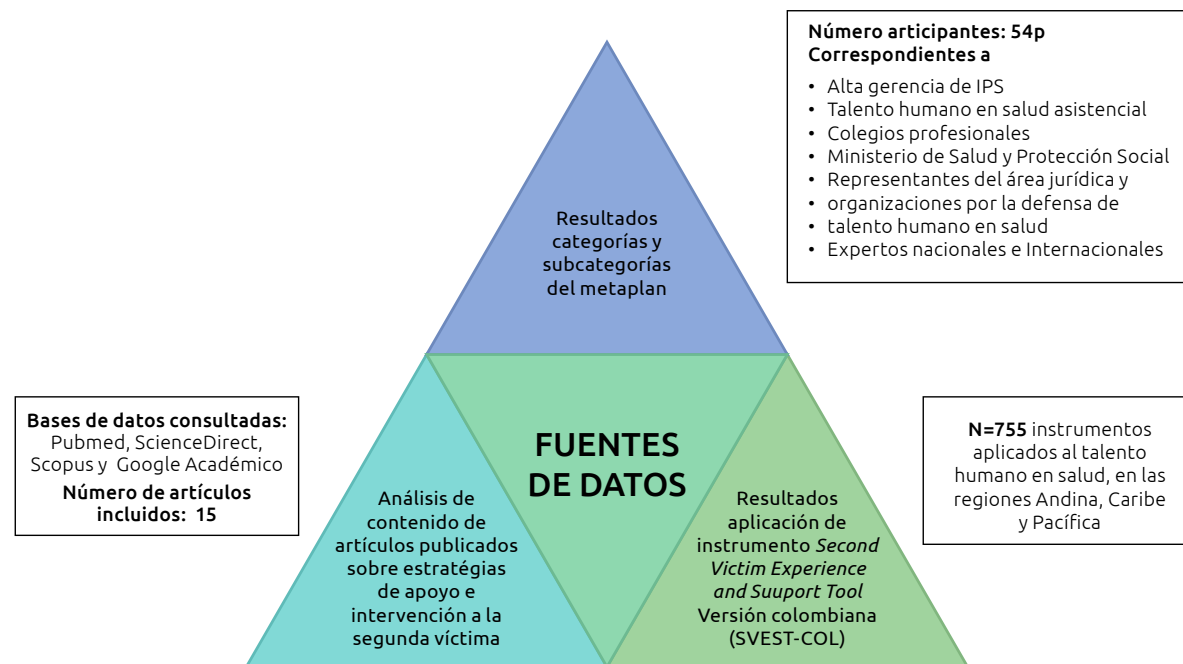 Número articipantes: 54p
Correspondientes a
• Alta gerencia de IPS
• Talento humano en salud asistencial
• Colegios profesionales
• Ministerio de Salud y Protección Social
• Representantes del área jurídica y
• organizaciones por la defensa de
• talento humano en salud
• Expertos nacionales e Internacionales
Resultados
categorías y
subcategorías
del metaplan
Bases de datos consultadas:
Pubmed, ScienceDirect,
Scopus y Google Académico
Número de artículos
incluidos: 15
FUENTES
DE DATOS
N=755 instrumentos
aplicados al talento
humano en salud, en las
regiones Andina, Caribe
y Pacífica
Análisis de
contenido de
artículos publicados
sobre estratégias
de apoyo e
intervención a la
segunda víctima
Resultados
aplicación de
instrumento Second
Victim Experience
and Suuport Tool
Versión colombiana
(SVEST-COL)